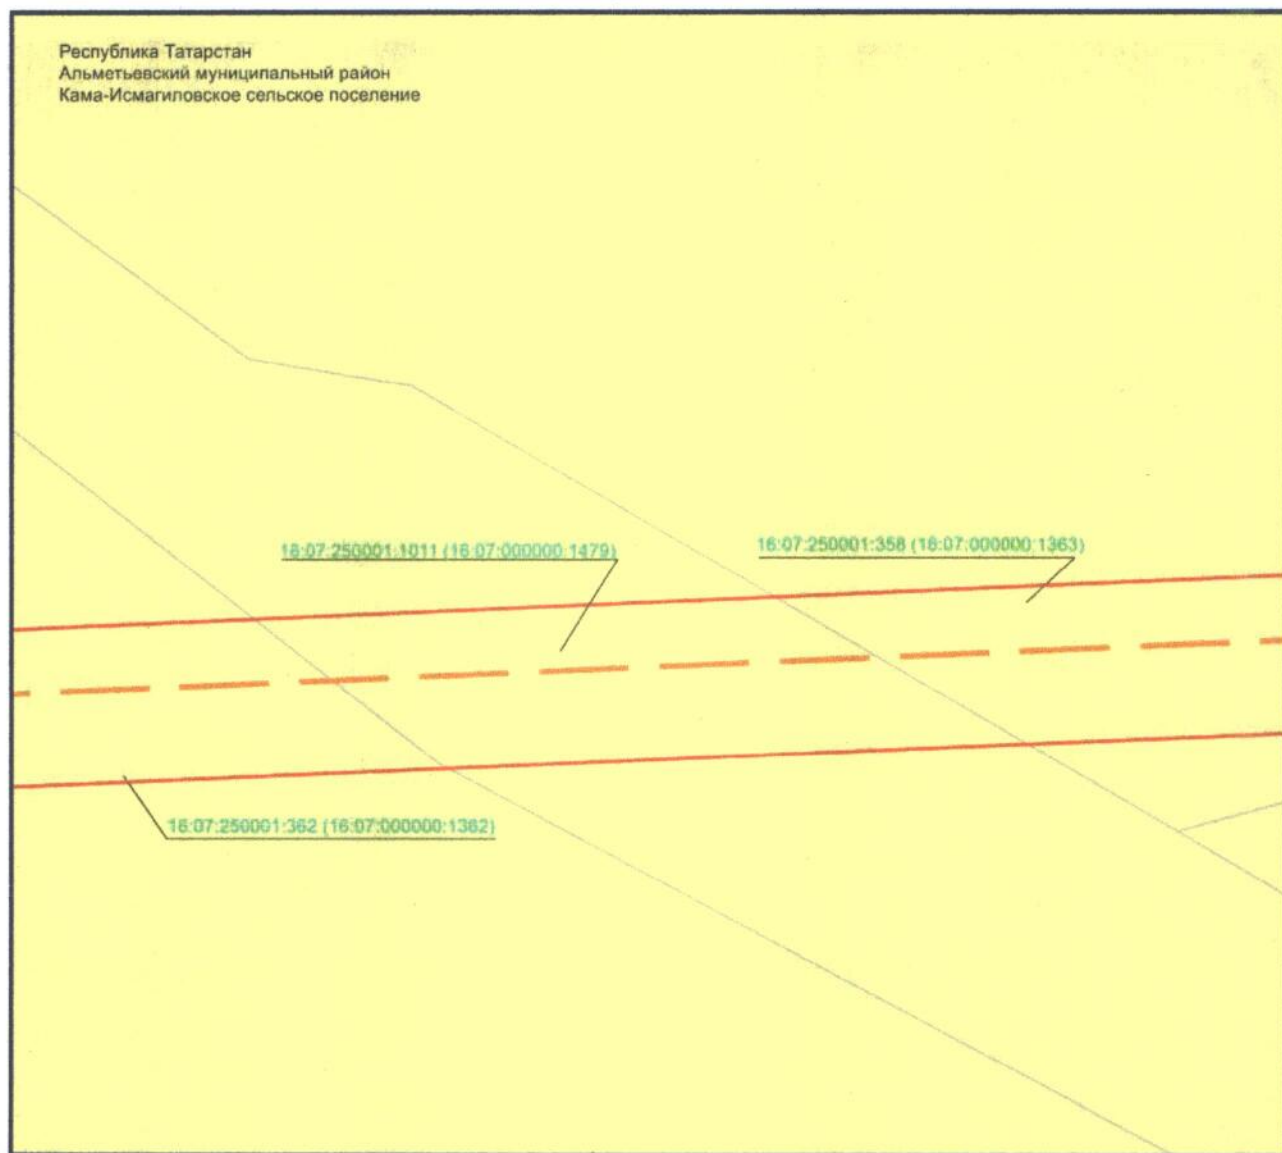 Республика Татарстан
Альметьевский муниципальный район
Кама-Исмагиловское сельское поселение
16:07:250001:1011 (16:07:000000:1479)
16:07:250001:358 (16:07:000000:1363)
16:07:250001:362 (16:07:000000:1362)